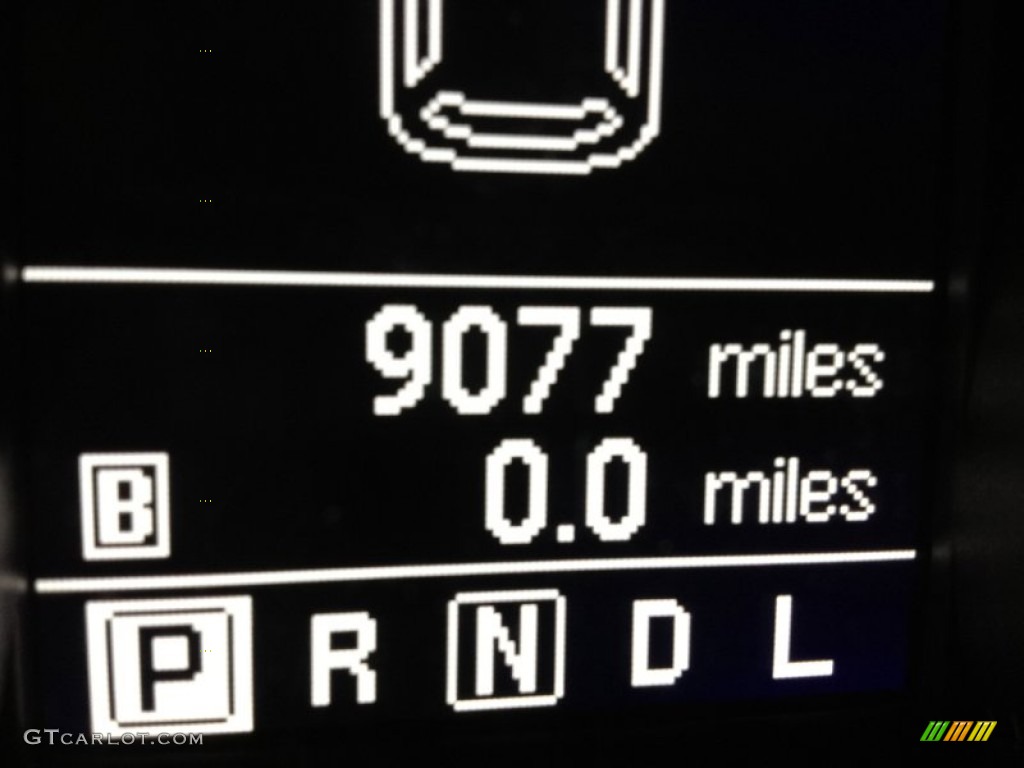 9077 miles
B 0.0 miles
P R N D L
GTCARLOT.COM